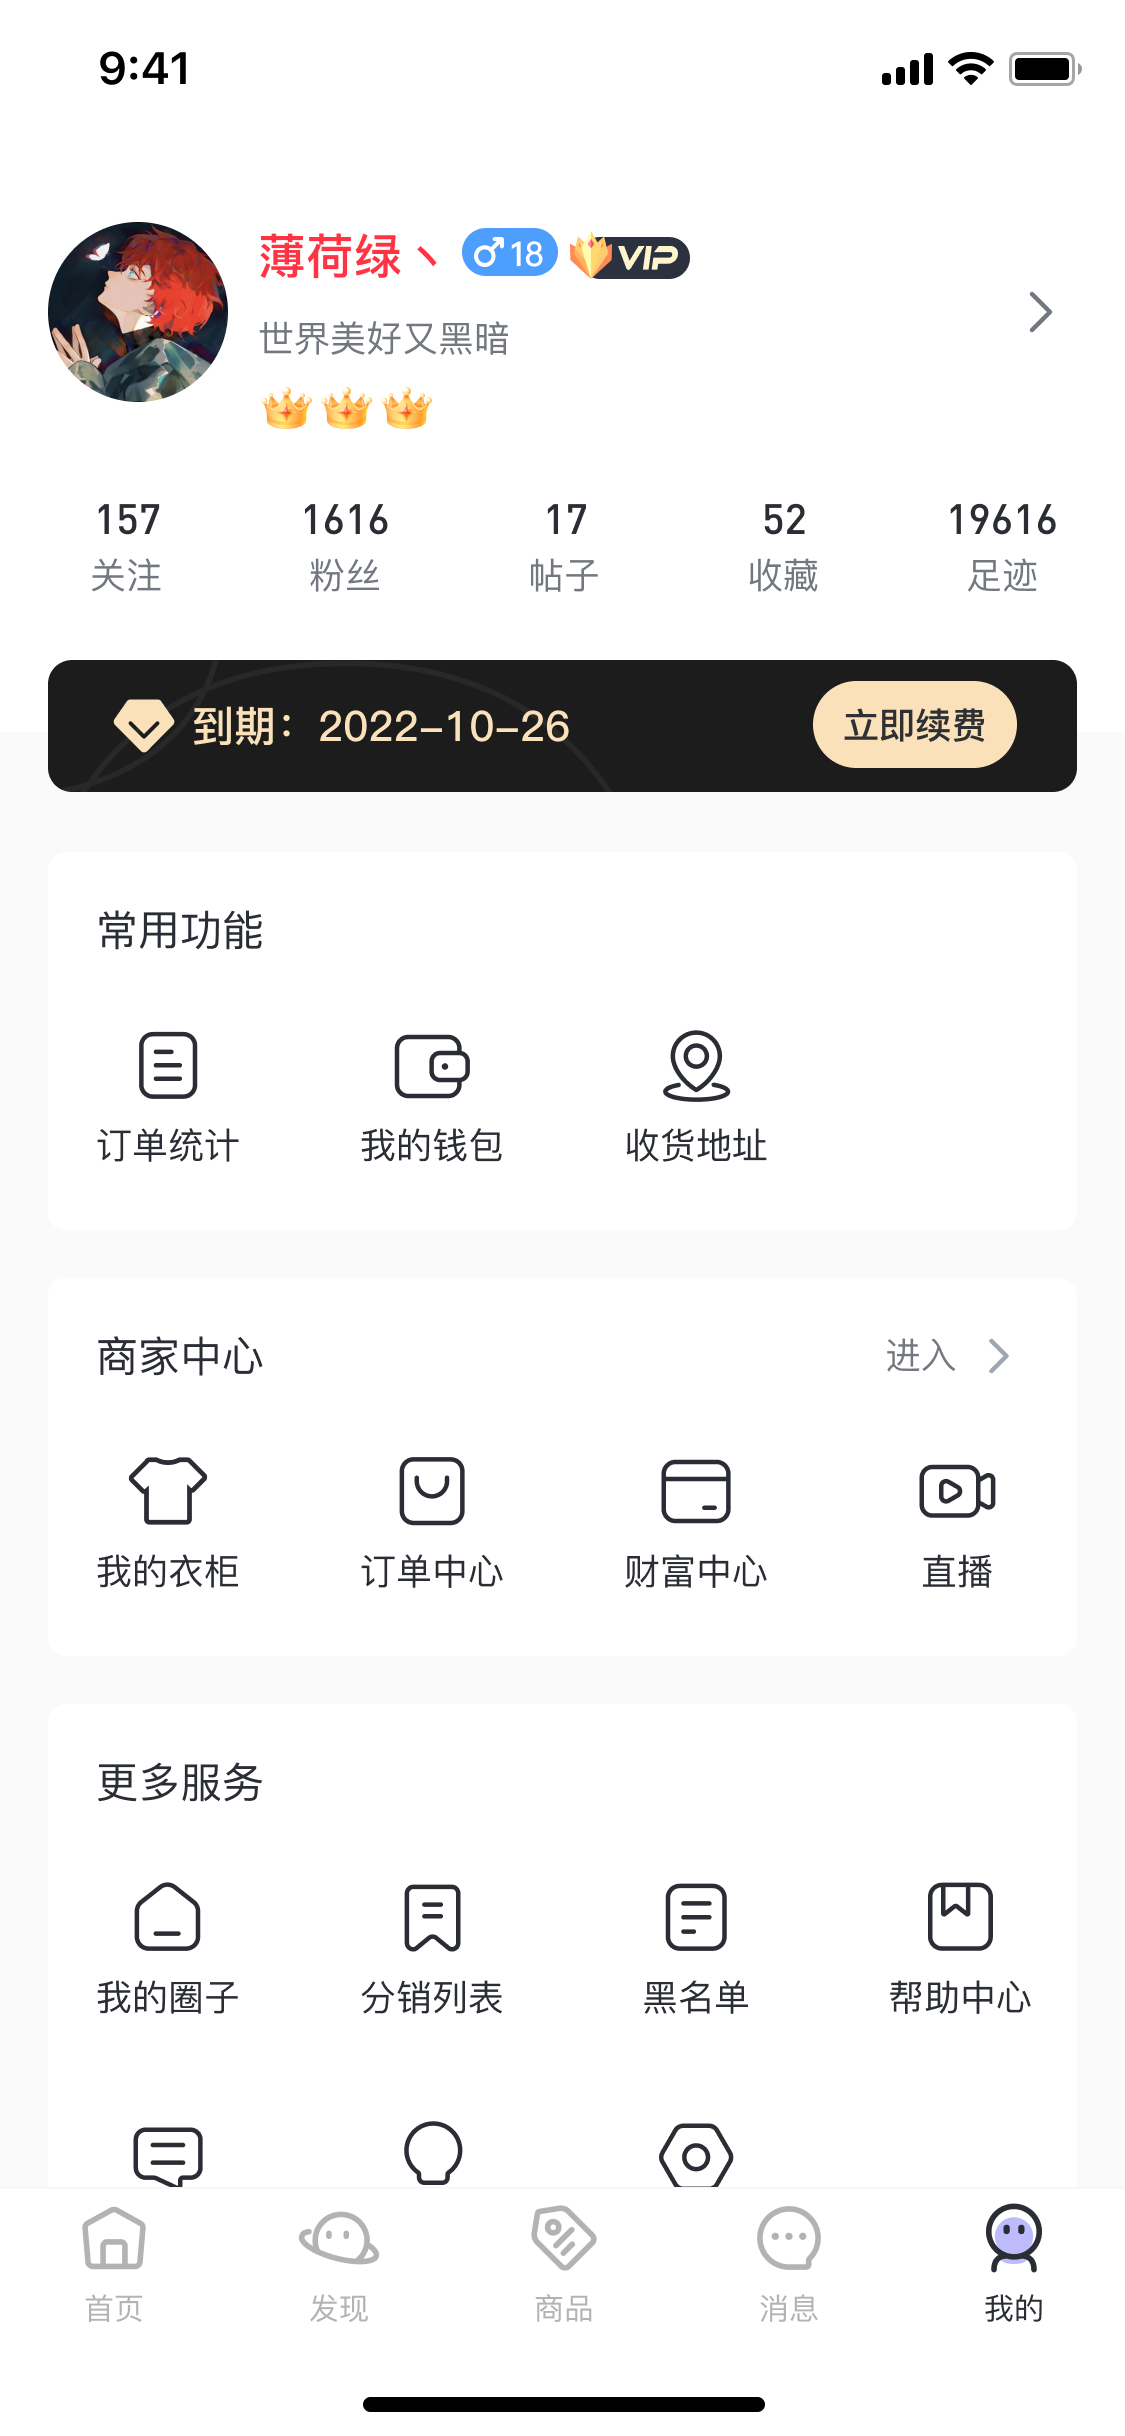 9:41
薄荷绿丶 18 VIP
世界美好又黑暗
157 1616 17 52 19616
关注 粉丝 帖子 收藏 足迹
到期：2022-10-26 立即续费
常用功能
订单统计 我的钱包 收货地址
商家中心 进入
我的衣柜 订单中心 财富中心 直播
更多服务
我的圈子 分销列表 黑名单 帮助中心
首页 发现 商品 消息 我的